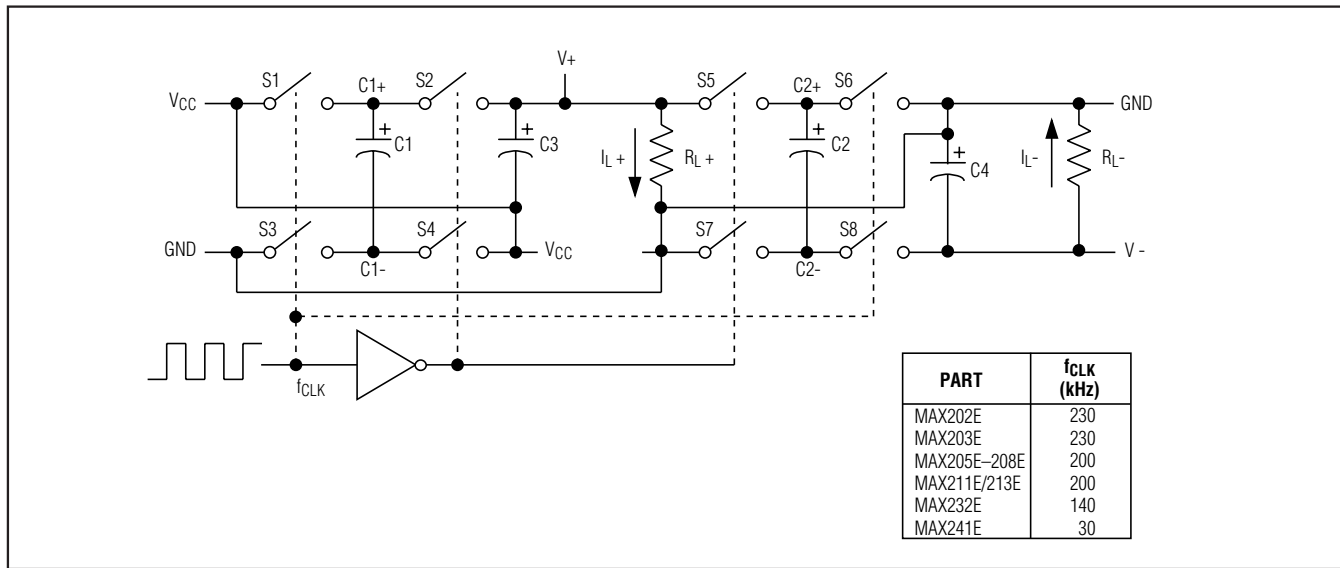 V+
S1 C1+ S2 S5 C2+ S6
VCC GND
+ + + +
C1 C3 IL + RL + C2 C4 IL- RL-
S3 S4 S7 S8
GND C1- VCC C2- V -
fCLK
PART fCLK (kHz)
MAX202E 230
MAX203E 230
MAX205E–208E 200
MAX211E/213E 200
MAX232E 140
MAX241E 30